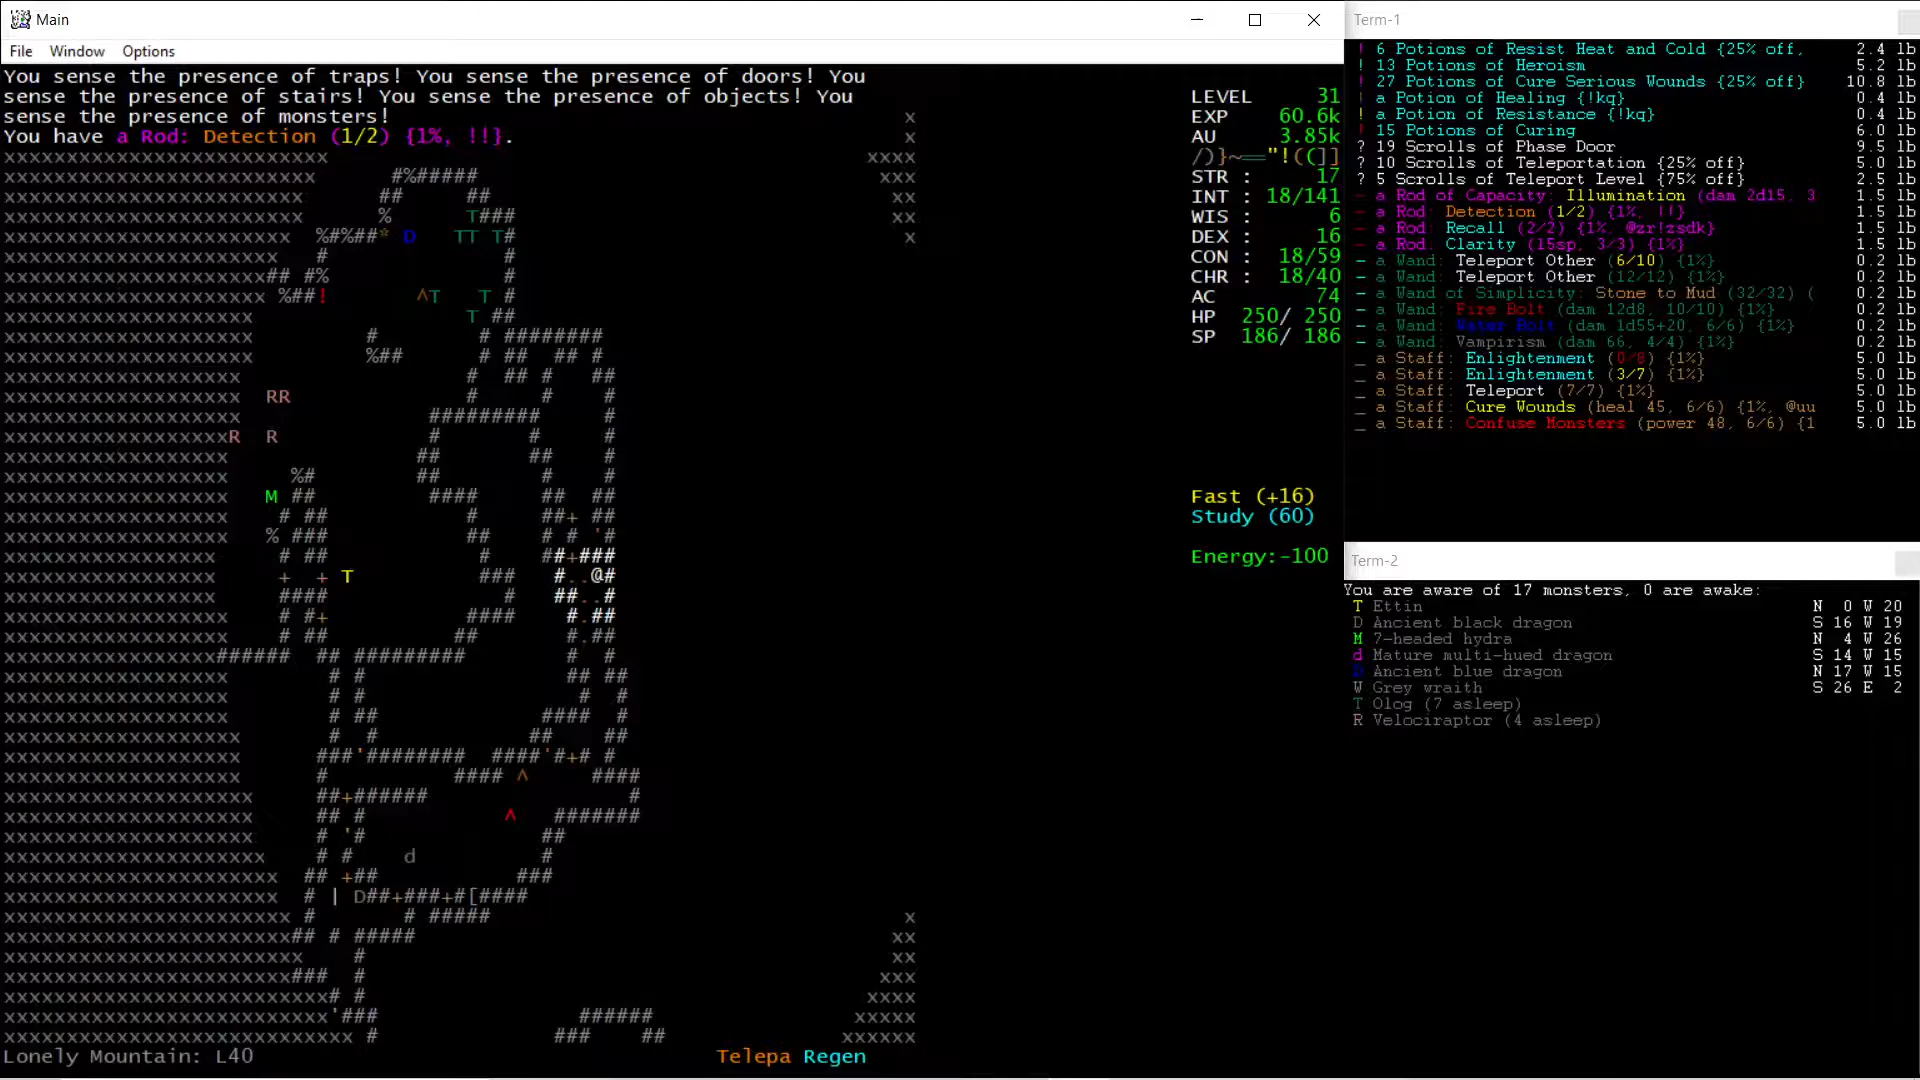 Main
File Window Options
You sense the presence of traps! You sense the presence of doors! You
sense the presence of stairs! You sense the presence of objects! You
sense the presence of monsters!
You have a Rod: Detection (1/2) {1%, !!}.
LEVEL 31
EXP 60.6k
AU 3.85k
/)}~=="!((]]
STR : 17
INT : 18/141
WIS : 6
DEX : 16
CON : 18/59
CHR : 18/40
AC 74
HP 250/ 250
SP 186/ 186
Fast (+16)
Study (60)
Energy:-100
Lonely Mountain: L40
Telepa Regen
Term-1
! 6 Potions of Resist Heat and Cold {25% off, 2.4 lb
! 13 Potions of Heroism 5.2 lb
! 27 Potions of Cure Serious Wounds {25% off} 10.8 lb
! a Potion of Healing {!kq} 0.4 lb
! a Potion of Resistance {!kq} 0.4 lb
! 15 Potions of Curing 6.0 lb
? 19 Scrolls of Phase Door 9.5 lb
? 10 Scrolls of Teleportation {25% off} 5.0 lb
? 5 Scrolls of Teleport Level {75% off} 2.5 lb
- a Rod of Capacity: Illumination (dam 2d15, 3 1.5 lb
- a Rod: Detection (1/2) {1%, !!} 1.5 lb
- a Rod: Recall (2/2) {1%, @zr!zsdk} 1.5 lb
- a Rod: Clarity (15sp, 3/3) {1%} 1.5 lb
- a Wand: Teleport Other (6/10) {1%} 0.2 lb
- a Wand: Teleport Other (12/12) {1%} 0.2 lb
- a Wand of Simplicity: Stone to Mud (32/32) ( 0.2 lb
- a Wand: Fire Bolt (dam 12d8, 10/10) {1%} 0.2 lb
- a Wand: Water Bolt (dam 1d55+20, 6/6) {1%} 0.2 lb
- a Wand: Vampirism (dam 66, 4/4) {1%} 0.2 lb
_ a Staff: Enlightenment (0/8) {1%} 5.0 lb
_ a Staff: Enlightenment (3/7) {1%} 5.0 lb
_ a Staff: Teleport (7/7) {1%} 5.0 lb
_ a Staff: Cure Wounds (heal 45, 6/6) {1%, @uu 5.0 lb
_ a Staff: Confuse Monsters (power 48, 6/6) {1 5.0 lb
Term-2
You are aware of 17 monsters, 0 are awake:
T Ettin N 0 W 20
D Ancient black dragon S 16 W 19
M 7-headed hydra N 4 W 26
d Mature multi-hued dragon S 14 W 15
D Ancient blue dragon N 17 W 15
W Grey wraith S 26 E 2
T Olog (7 asleep)
R Velociraptor (4 asleep)